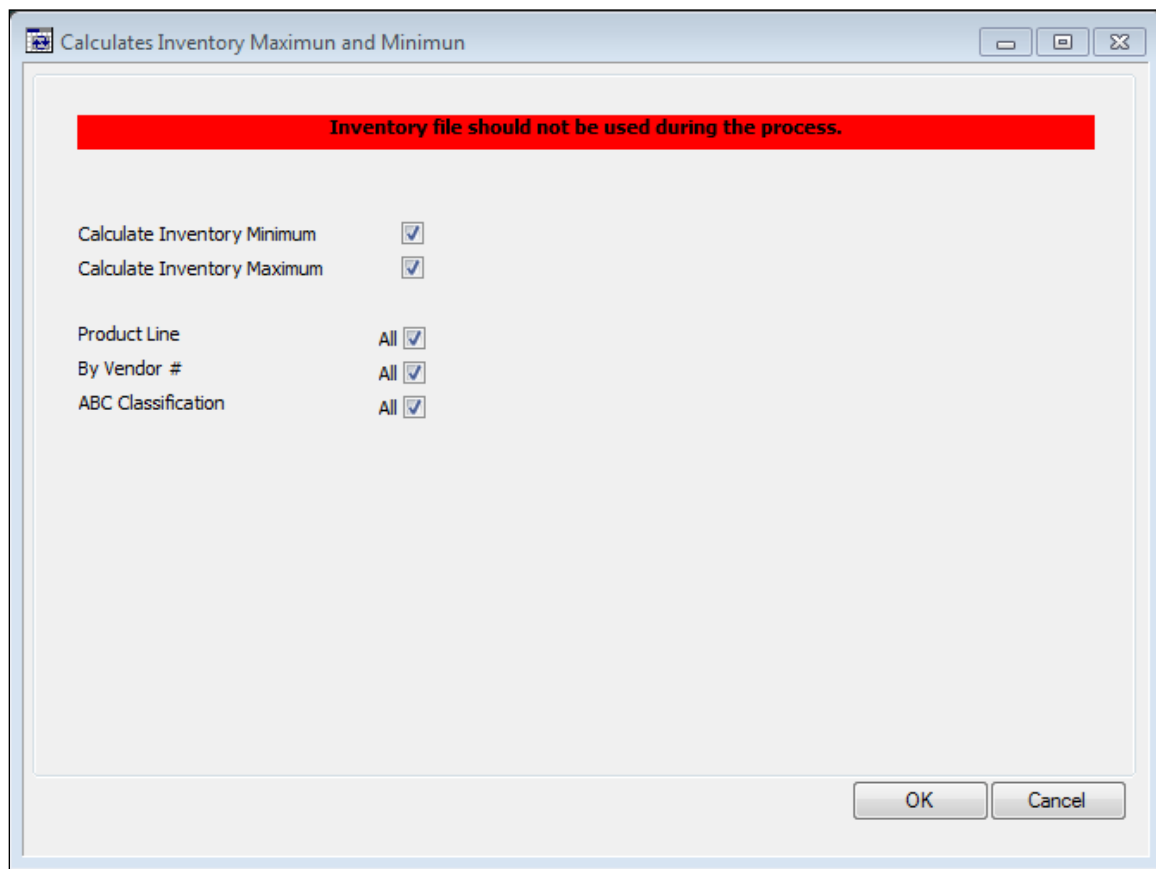 Calculates Inventory Maximun and Minimun
Inventory file should not be used during the process.
Calculate Inventory Minimum
Calculate Inventory Maximum
Product Line All
By Vendor # All
ABC Classification All
OK Cancel